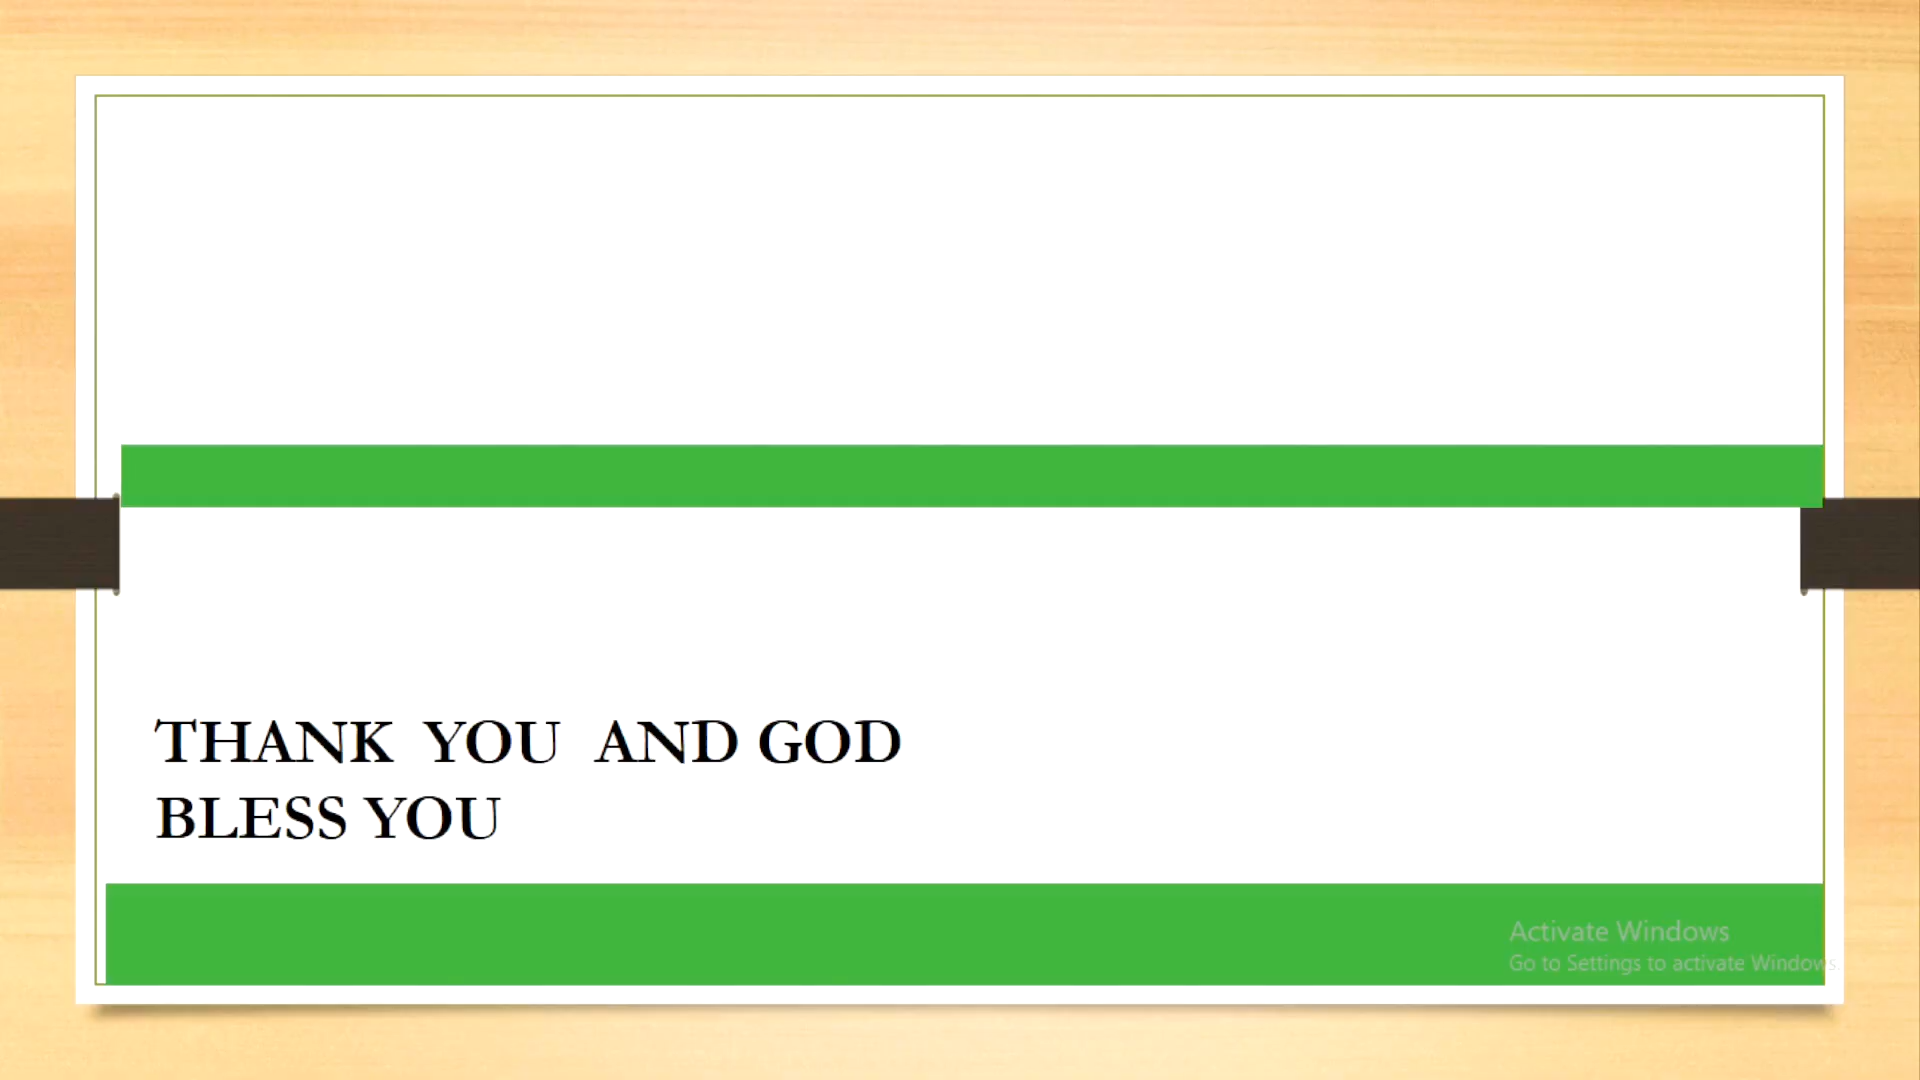 THANK YOU AND GOD
BLESS YOU
Activate Windows
Go to Settings to activate Windows.